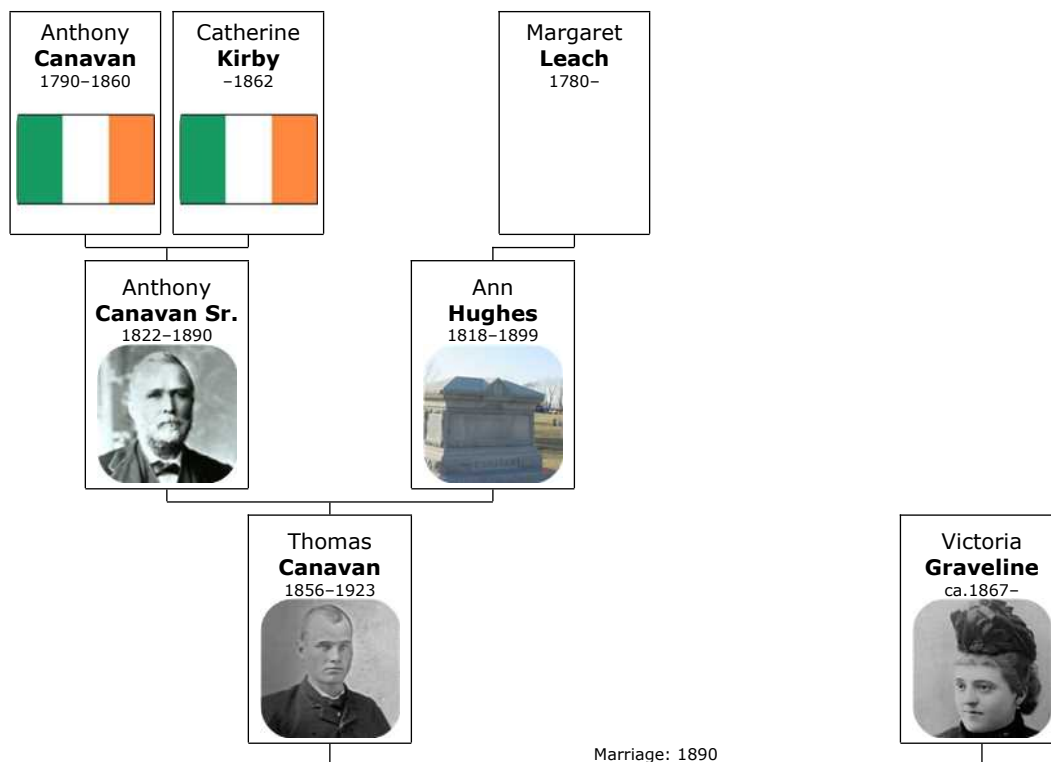 Anthony
Canavan
1790–1860
Catherine
Kirby
–1862
Margaret
Leach
1780–
Anthony
Canavan Sr.
1822–1890
Ann
Hughes
1818–1899
Thomas
Canavan
1856–1923
Victoria
Graveline
ca.1867–
Marriage: 1890